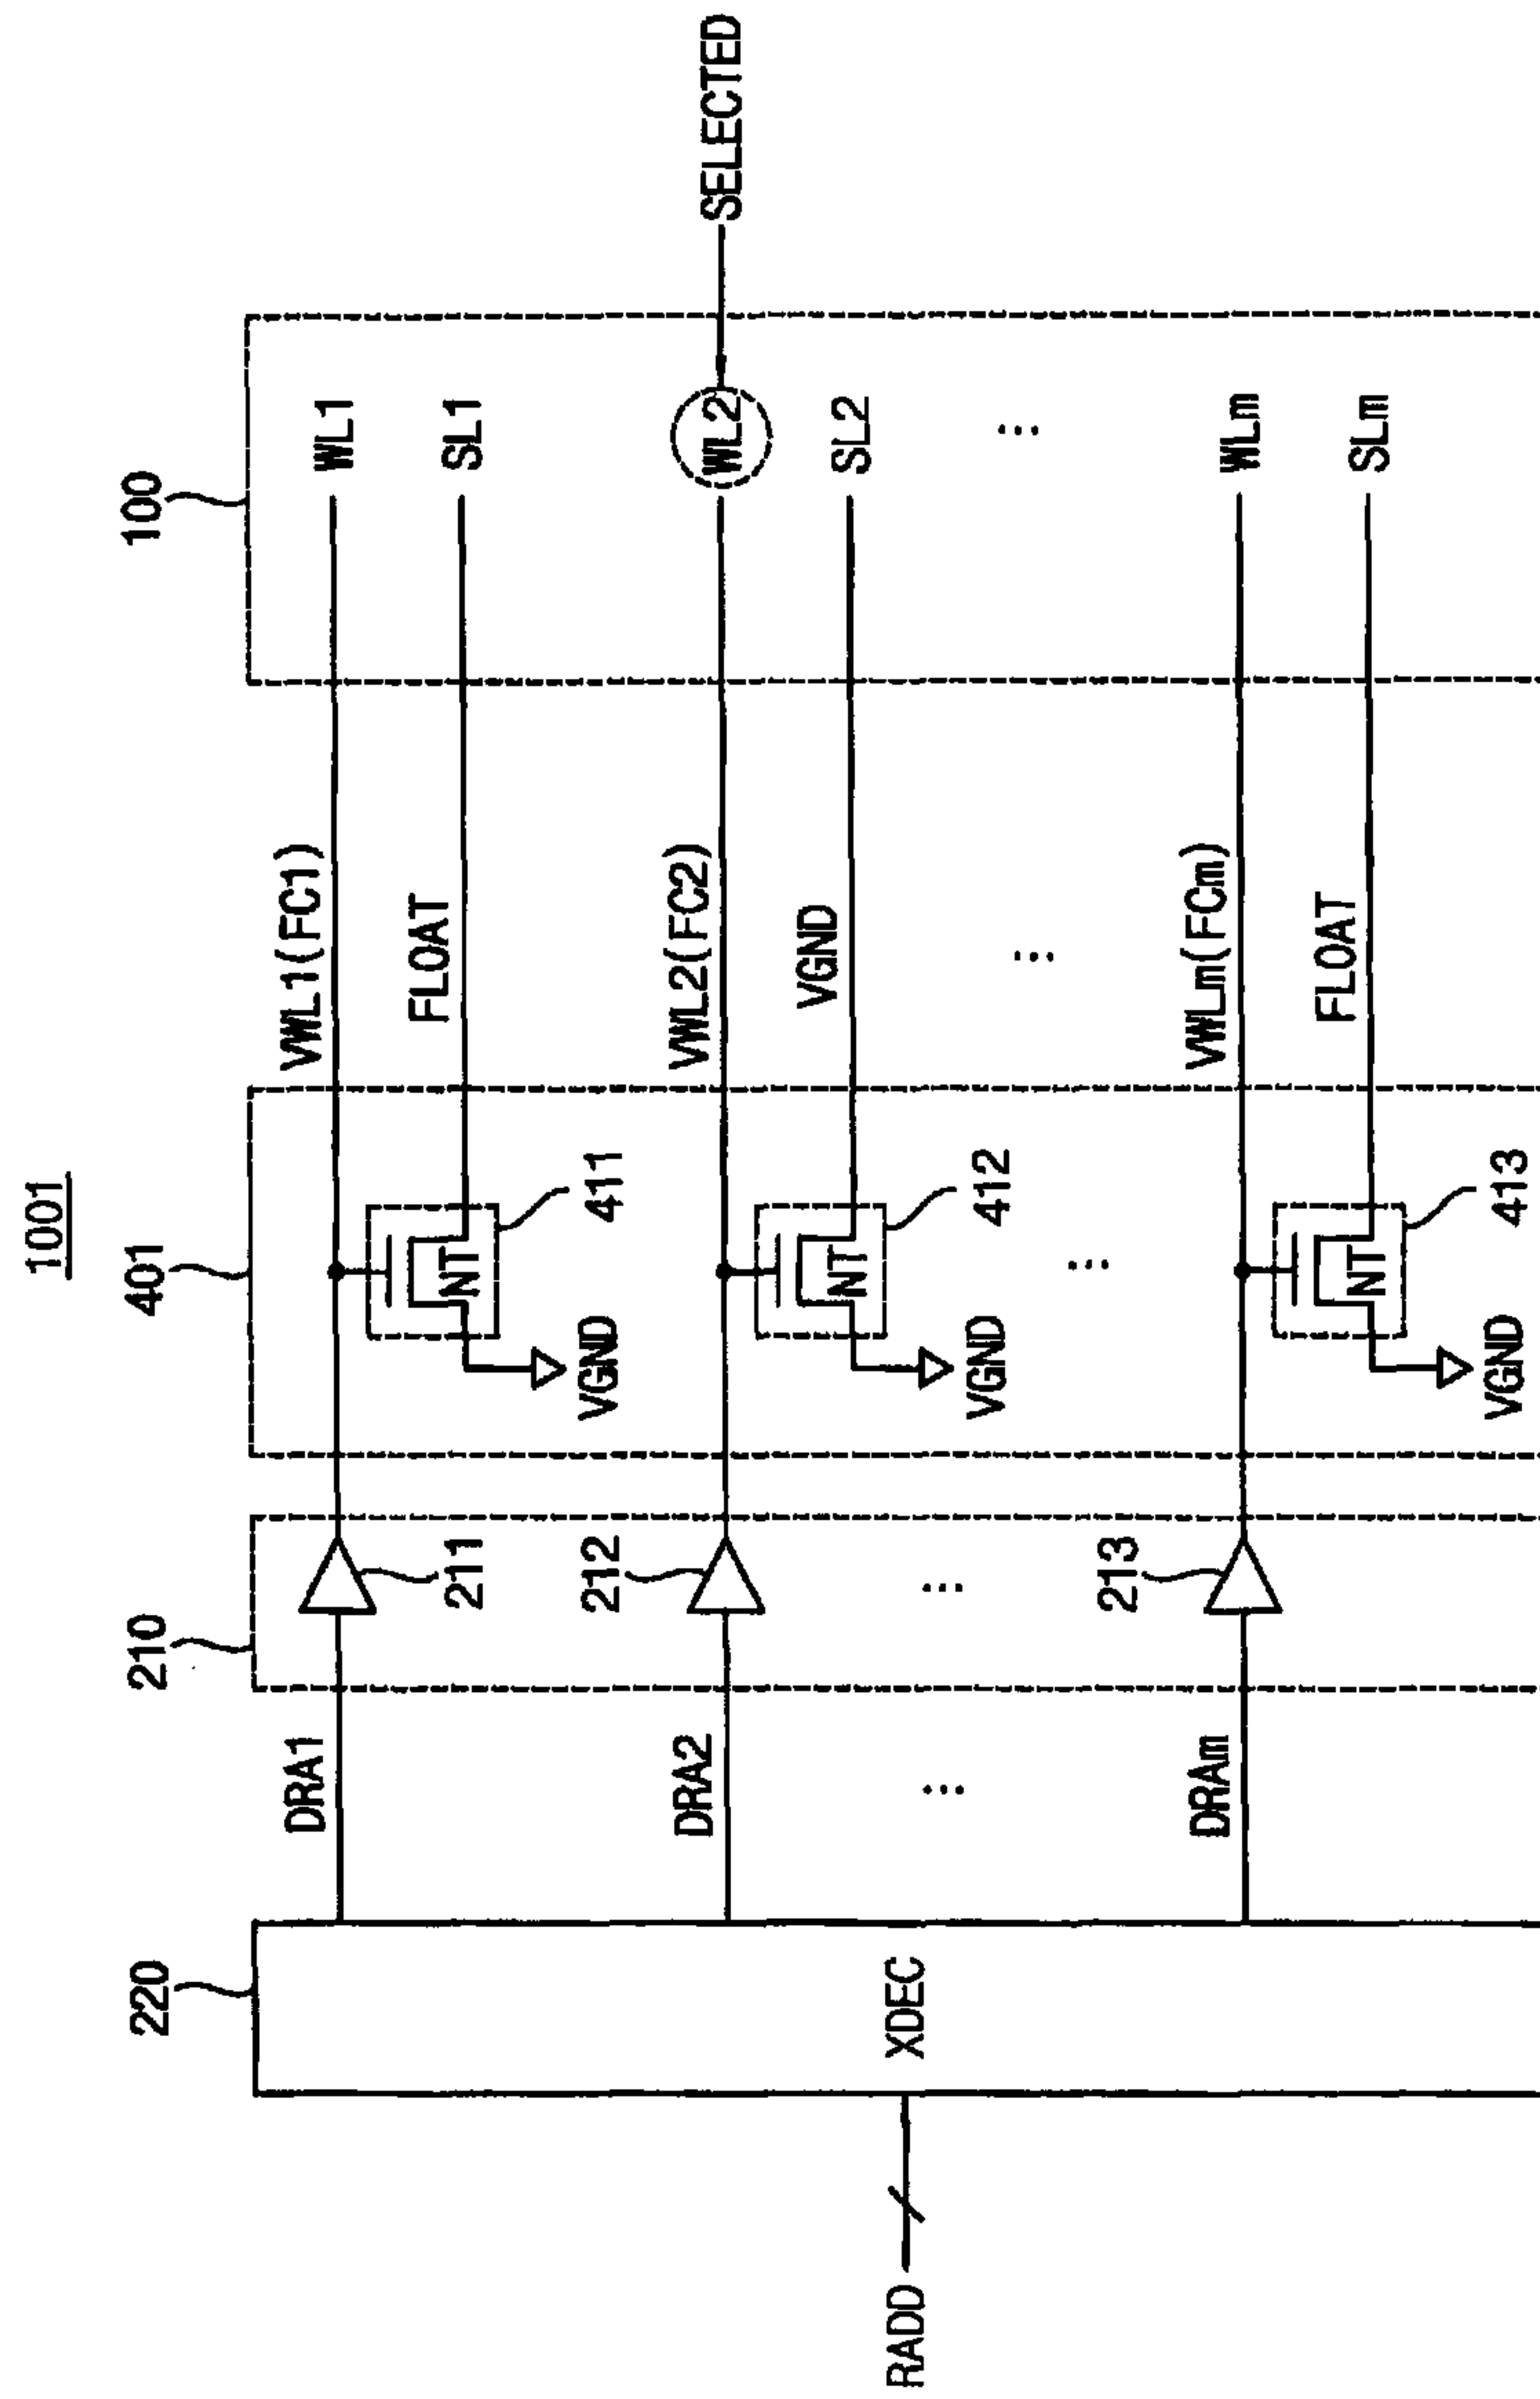 1001
220
210
401
100
DRA1
211
VWL1(FC1)
WL1
NT
FLOAT
SL1
411
VGND
DRA2
212
VWL2(FC2)
WL2
SELECTED
NT
VGND
SL2
412
VGND
RADD
XDEC
...
...
...
...
...
DRAm
213
VWLm(FCm)
WLm
NT
FLOAT
SLm
413
VGND